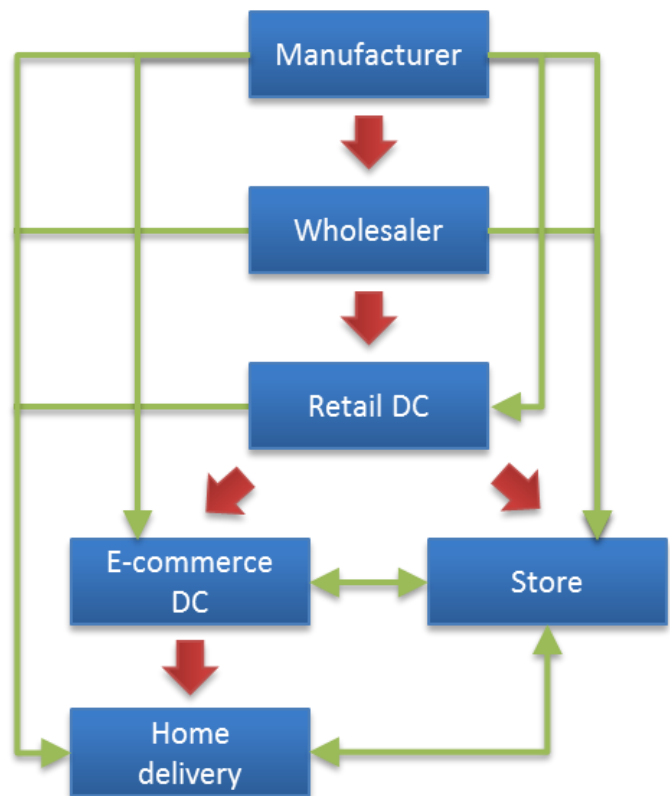 Manufacturer
Wholesaler
Retail DC
E-commerce
DC
Store
Home
delivery